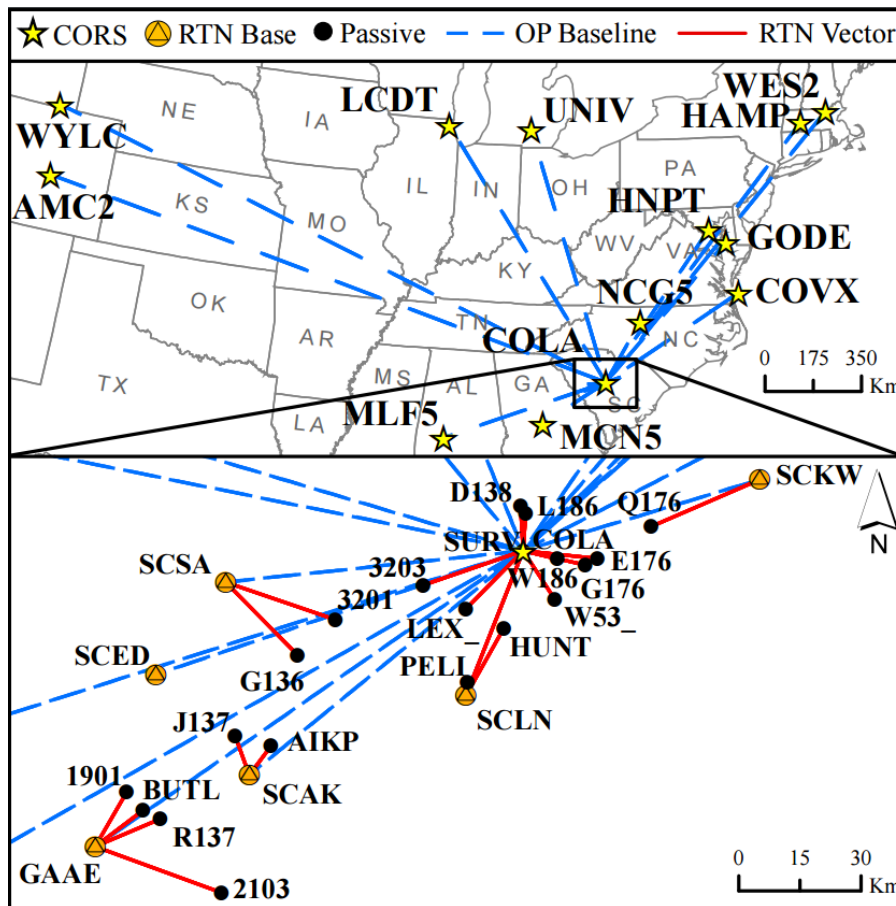 CORS RTN Base Passive OP Baseline RTN Vector
WES2
LCDT UNIV HAMP
NE IA
WYLC
PA
IL IN OH
AMC2 HNPT
KS MO WV VA GODE
KY
NCG5 COVX
OK TN NC
COLA
AR
0 175 350
Km
TX MS AL GA SC
LA
MLF5 MCN5
D138 L186 Q176 SCKW
SURV COLA
N
SCSA 3203 W186 E176
G176
3201 LEX_ W53_
HUNT
SCED G136 PELI
SCLN
J137 AIKP
1901 BUTL SCAK
R137
GAAE
2103
0 15 30
Km